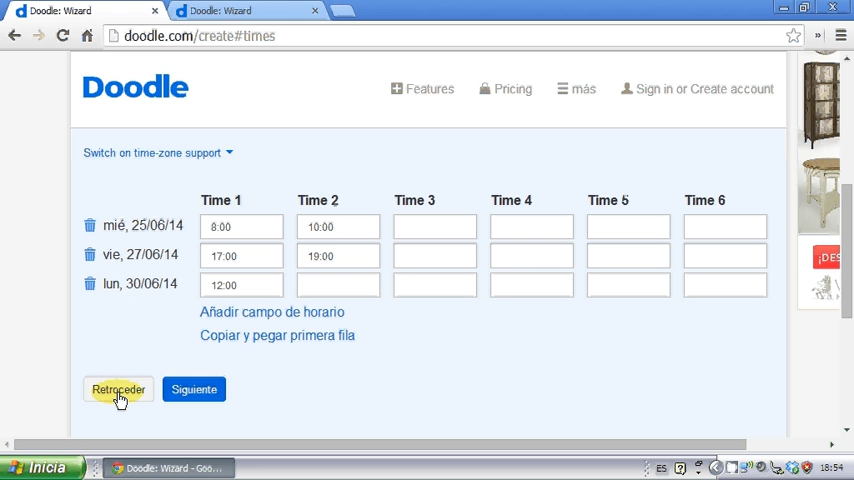 Doodle: Wizard
Doodle: Wizard
doodle.com/create#times
Doodle
Features
Pricing
más
Sign in or Create account
Switch on time-zone support
Time 1 Time 2 Time 3 Time 4 Time 5 Time 6
mié, 25/06/14 8:00 10:00
vie, 27/06/14 17:00 19:00
lun, 30/06/14 12:00
Añadir campo de horario
Copiar y pegar primera fila
Retroceder
Siguiente
¡DES
Inicia
Doodle: Wizard - Goo...
ES
18:54